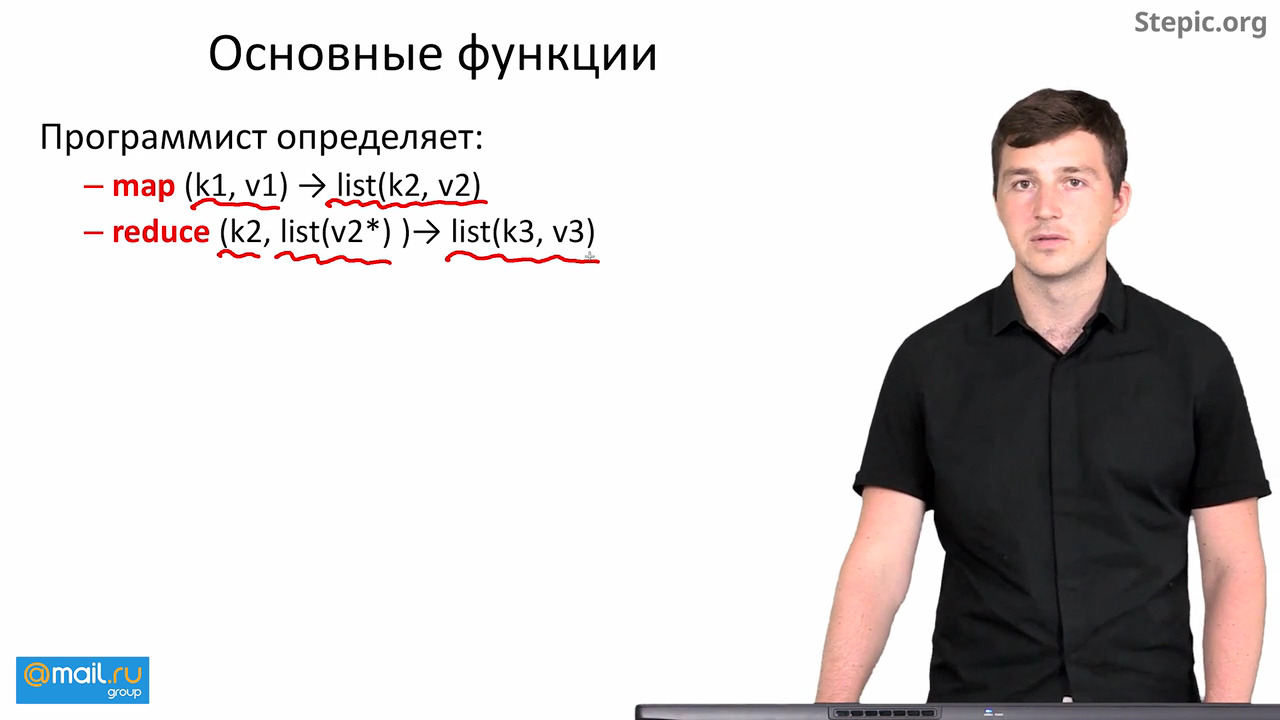 Stepic.org
Основные функции
Программист определяет:
– map (k1, v1) → list(k2, v2)
– reduce (k2, list(v2*) )→ list(k3, v3)
@mail.ru
group